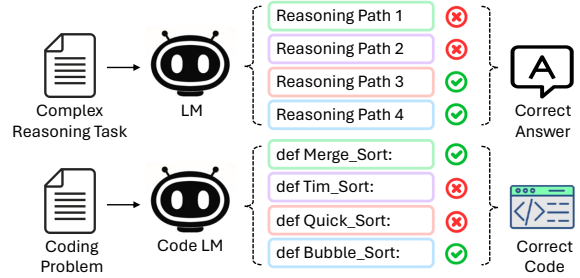 Reasoning Path 1
Reasoning Path 2
Reasoning Path 3
Reasoning Path 4
Complex
Reasoning Task
LM
A
Correct
Answer
def Merge_Sort:
def Tim_Sort:
def Quick_Sort:
def Bubble_Sort:
Coding
Problem
Code LM
</>
Correct
Code